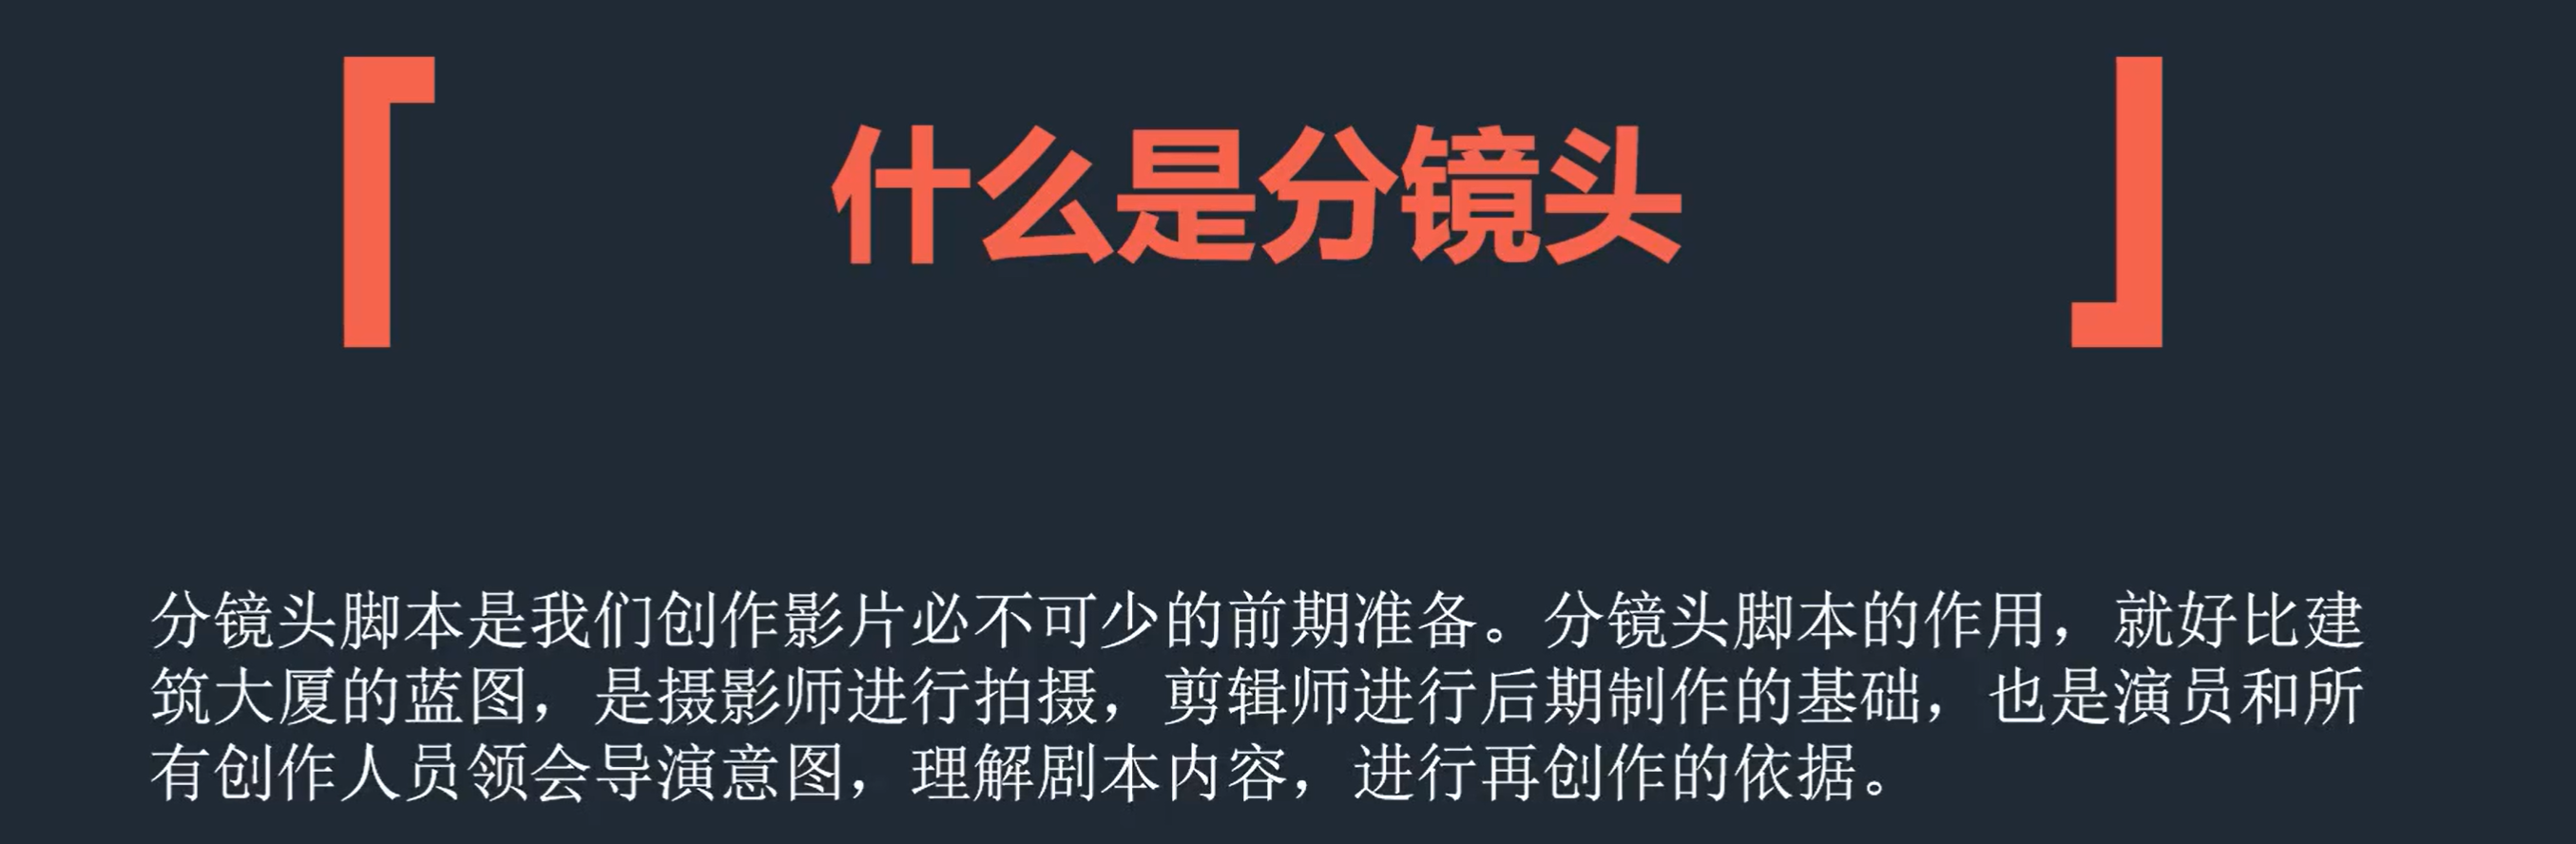 什么是分镜头
分镜头脚本是我们创作影片必不可少的前期准备。分镜头脚本的作用，就好比建
筑大厦的蓝图，是摄影师进行拍摄，剪辑师进行后期制作的基础，也是演员和所
有创作人员领会导演意图，理解剧本内容，进行再创作的依据。